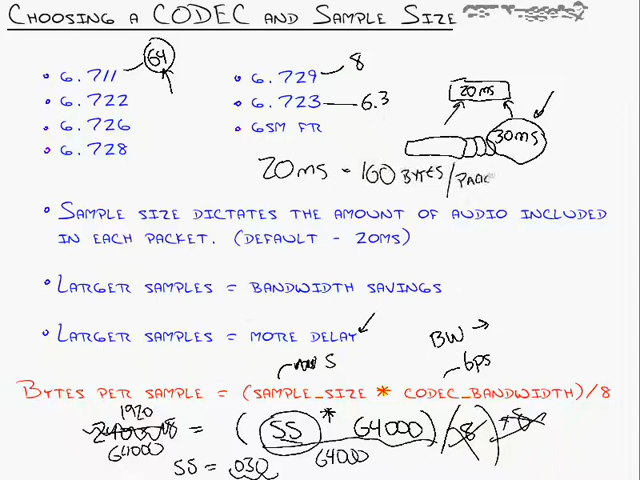 CHOOSING A CODEC AND SAMPLE SIZE
64
8
• G.711
• G.729
20ms
• G.722
• G.723 — 6.3
• G.726
• GSM FR
30ms
• G.728
20ms - 160 BYTES/PACK
• SAMPLE SIZE DICTATES THE AMOUNT OF AUDIO INCLUDED
IN EACH PACKET. (DEFAULT - 20MS)
• LARGER SAMPLES = BANDWIDTH SAVINGS
• LARGER SAMPLES = MORE DELAY
BW →
S
bps
BYTES PER SAMPLE = (SAMPLE_SIZE * CODEC_BANDWIDTH)/8
1920
= ( SS * 64000 ) / 8
64000
64000
SS = .030